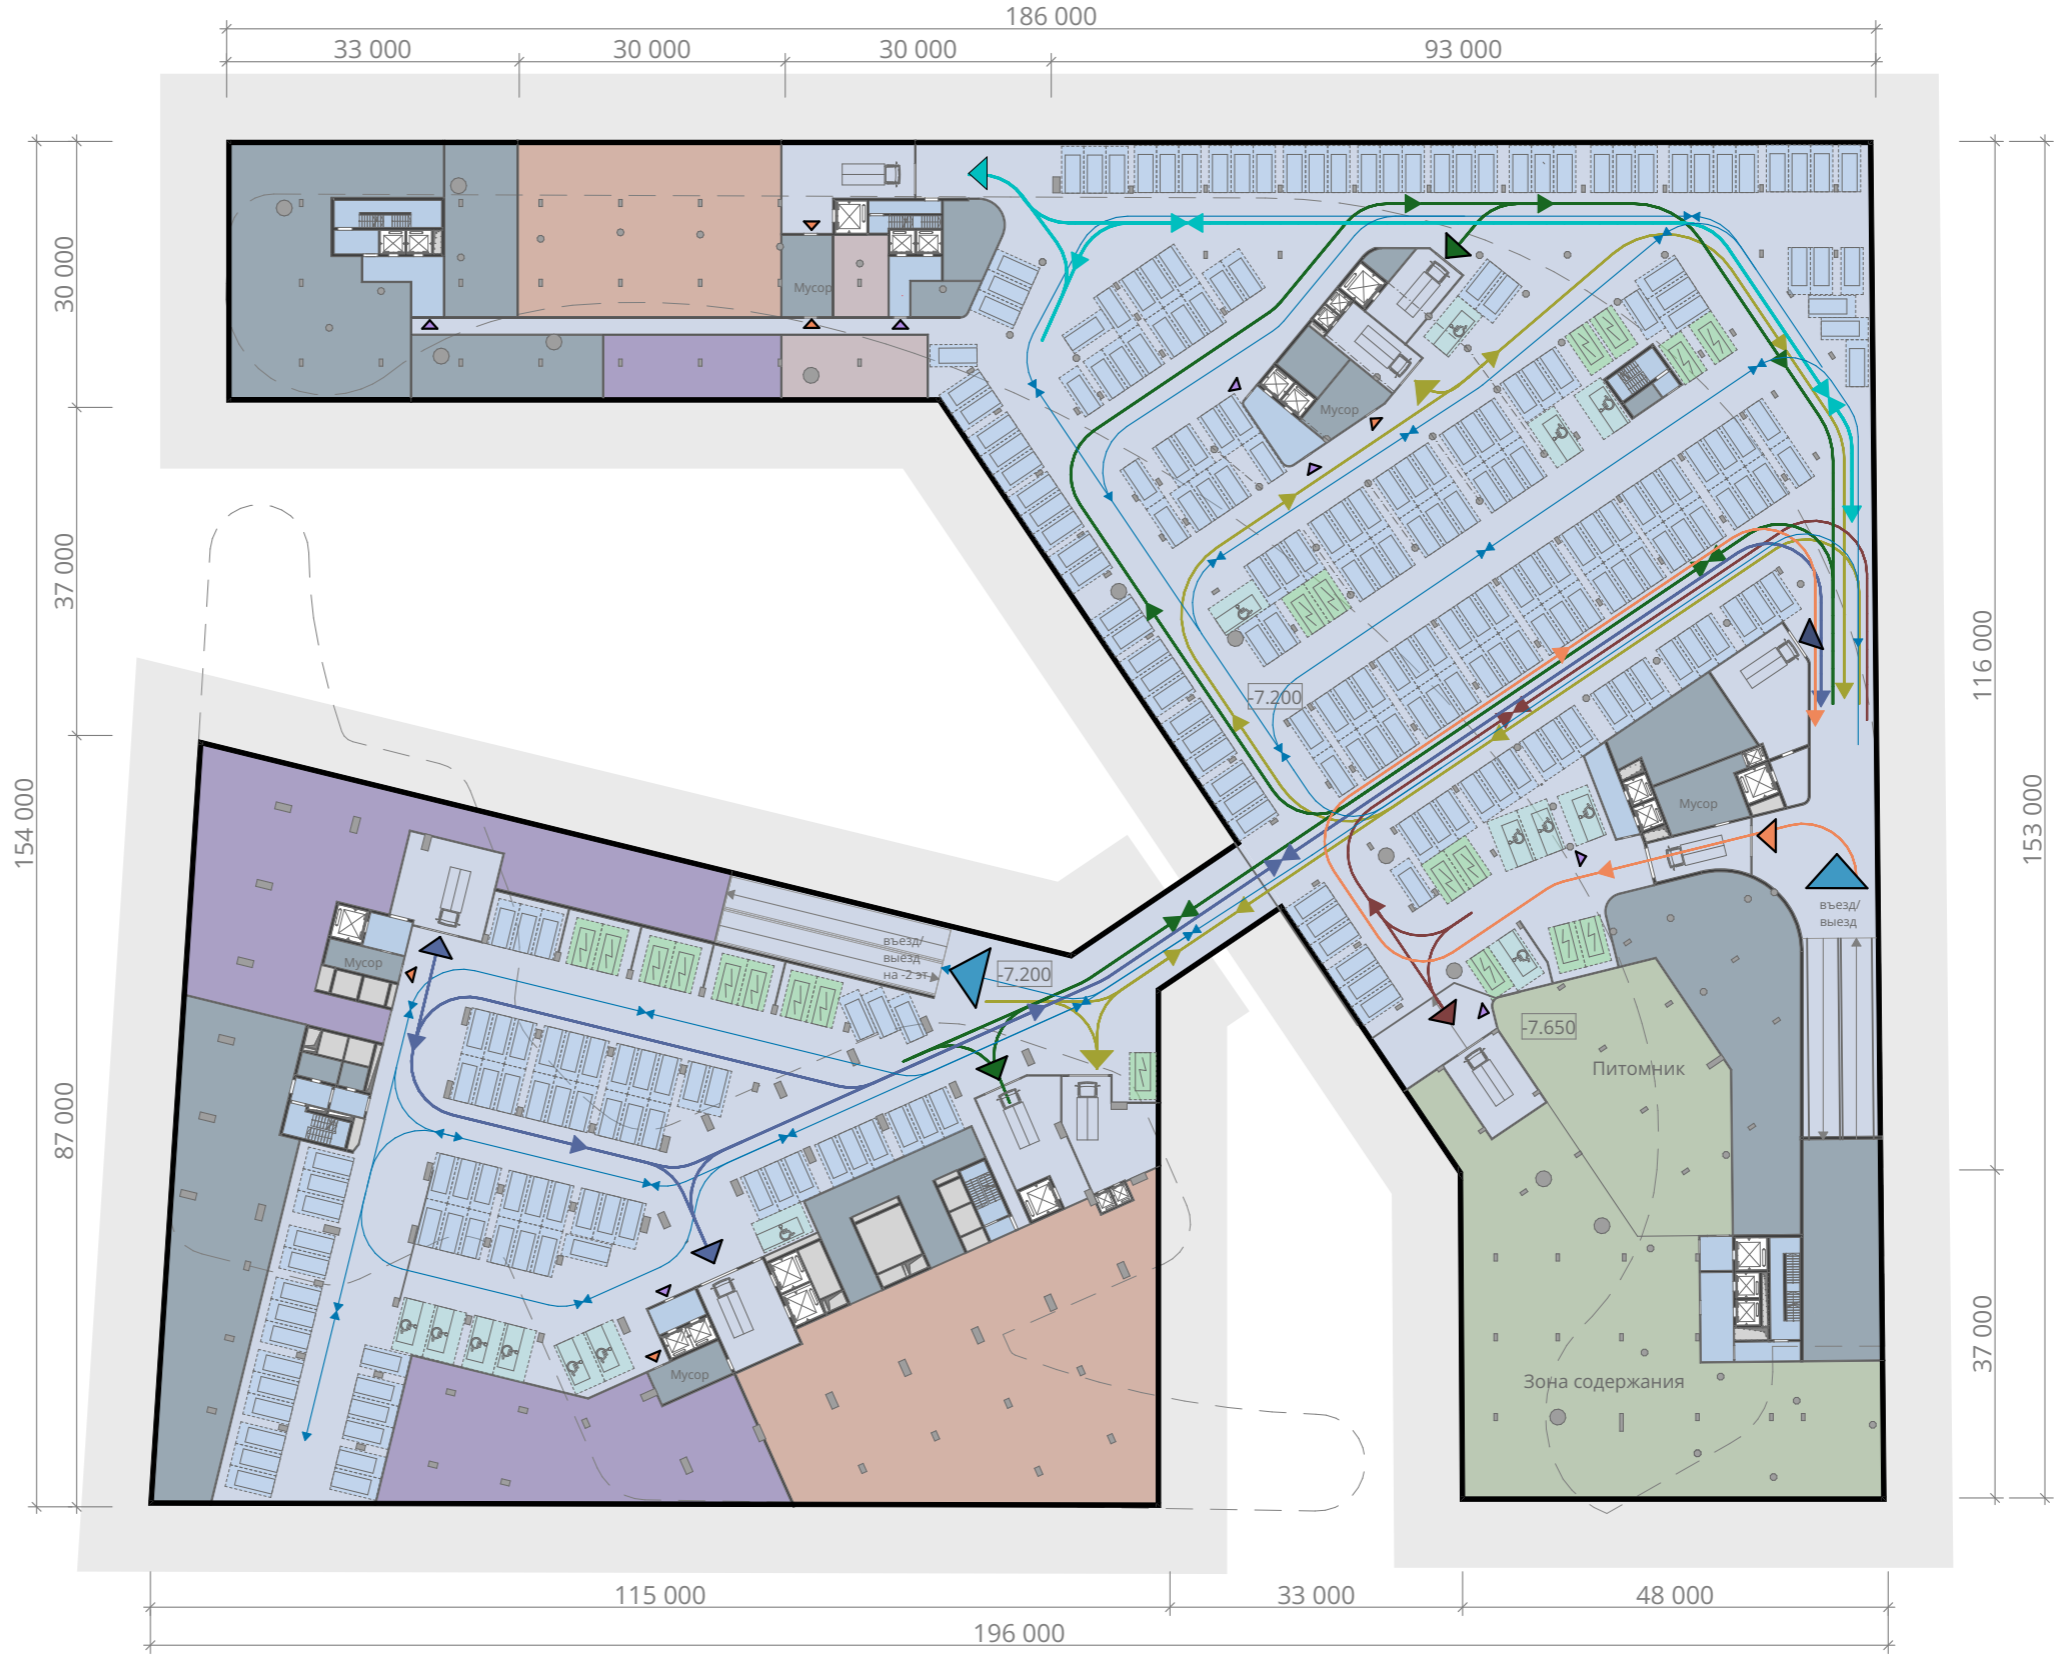 186 000
33 000
30 000
30 000
93 000
30 000
37 000
154 000
87 000
116 000
153 000
37 000
Мусор
Мусор
-7.200
Мусор
въезд/
выезд
Мусор
въезд/
выезд
на -2 эт
-7.200
-7.650
Питомник
Зона содержания
Мусор
115 000
33 000
48 000
196 000